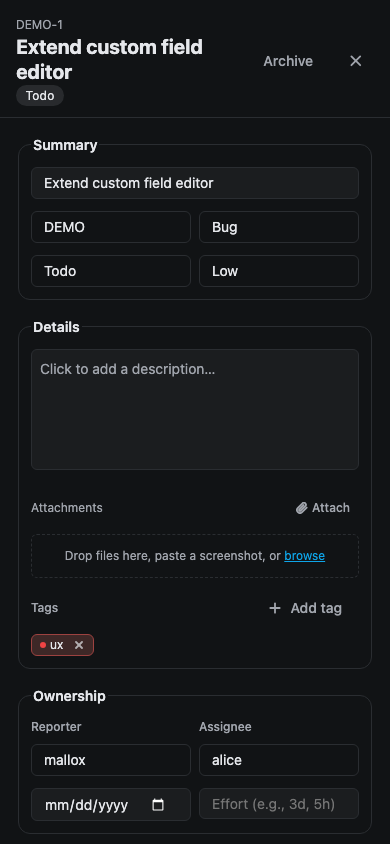 DEMO-1
Extend custom field
editor
Archive
Todo
Summary
Extend custom field editor
DEMO
Bug
Todo
Low
Details
Click to add a description...
Attachments
Attach
Drop files here, paste a screenshot, or browse
Tags
Add tag
ux
Ownership
Reporter
Assignee
mallox
alice
mm/dd/yyyy
Effort (e.g., 3d, 5h)